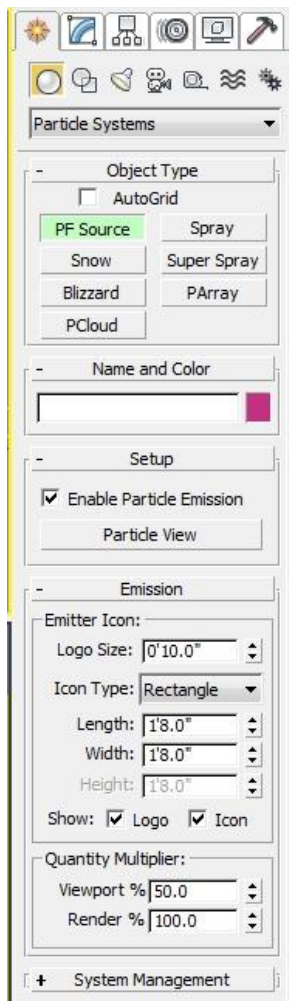 Particle Systems
- Object Type
AutoGrid
PF Source Spray
Snow Super Spray
Blizzard PArray
PCloud
- Name and Color
- Setup
Enable Particle Emission
Particle View
- Emission
Emitter Icon:
Logo Size: 0'10.0"
Icon Type: Rectangle
Length: 1'8.0"
Width: 1'8.0"
Height: 1'8.0"
Show: Logo Icon
Quantity Multiplier:
Viewport % 50.0
Render % 100.0
+ System Management